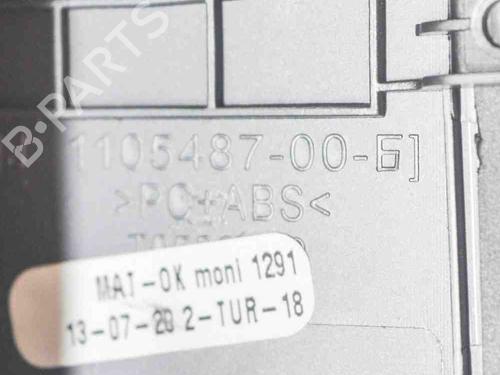 B-PARTS
1105487-00-E]
>PC+ABS<
MAT-OK moni 1291
13-07-20 2-TUR-18